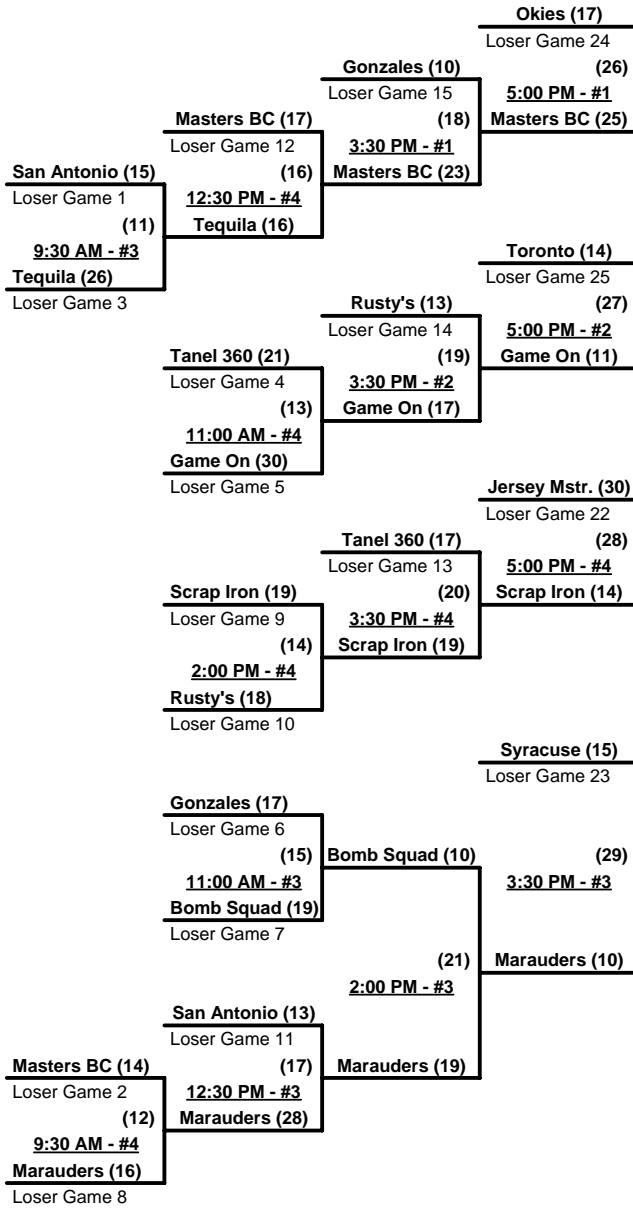 Okies (17)
Loser Game 24
(26)
5:00 PM - #1
Masters BC (25)
Gonzales (10)
Loser Game 15
(18)
3:30 PM - #1
Masters BC (23)
Masters BC (17)
Loser Game 12
(16)
12:30 PM - #4
Tequila (16)
San Antonio (15)
Loser Game 1
(11)
9:30 AM - #3
Tequila (26)
Loser Game 3
Toronto (14)
Loser Game 25
(27)
5:00 PM - #2
Game On (11)
Rusty's (13)
Loser Game 14
(19)
3:30 PM - #2
Game On (17)
Tanel 360 (21)
Loser Game 4
(13)
11:00 AM - #4
Game On (30)
Loser Game 5
Jersey Mstr. (30)
Loser Game 22
(28)
5:00 PM - #4
Scrap Iron (14)
Tanel 360 (17)
Loser Game 13
(20)
3:30 PM - #4
Scrap Iron (19)
Scrap Iron (19)
Loser Game 9
(14)
2:00 PM - #4
Rusty's (18)
Loser Game 10
Syracuse (15)
Loser Game 23
(29)
3:30 PM - #3
Marauders (10)
Gonzales (17)
Loser Game 6
(15)
11:00 AM - #3
Bomb Squad (19)
Loser Game 7
Bomb Squad (10)
(21)
2:00 PM - #3
Marauders (19)
San Antonio (13)
Loser Game 11
(17)
12:30 PM - #3
Marauders (28)
Masters BC (14)
Loser Game 2
(12)
9:30 AM - #4
Marauders (16)
Loser Game 8